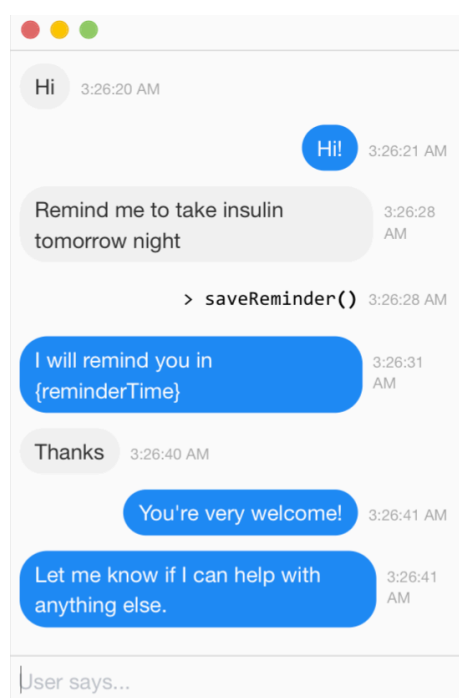 Hi
3:26:20 AM
Hi!
3:26:21 AM
Remind me to take insulin
tomorrow night
3:26:28
AM
> saveReminder()
3:26:28 AM
I will remind you in
{reminderTime}
3:26:31
AM
Thanks
3:26:40 AM
You're very welcome!
3:26:41 AM
Let me know if I can help with
anything else.
3:26:41
AM
User says...